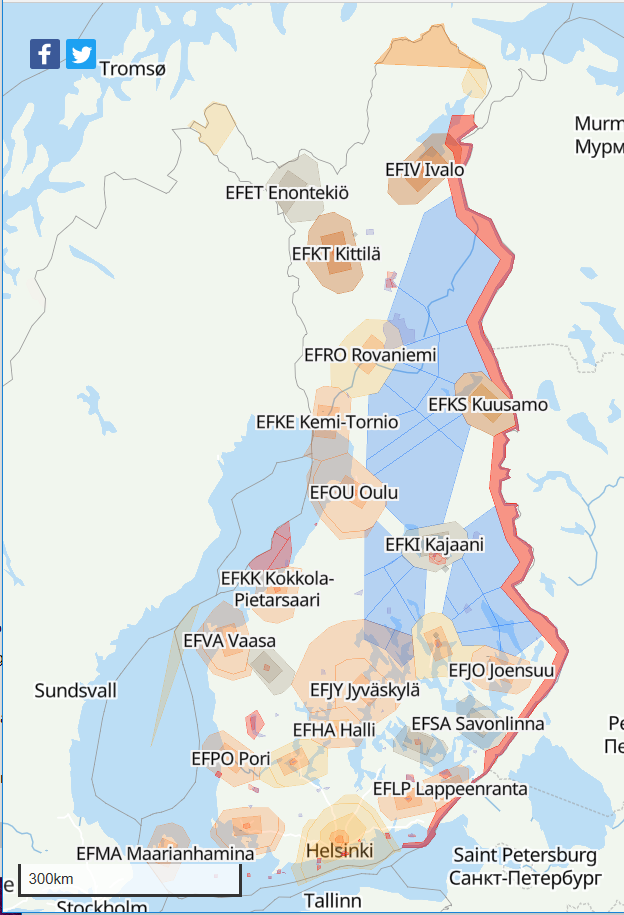 Tromsø
Murm
Мурм
EFIV Ivalo
EFET Enontekiö
EFKT Kittilä
EFRO Rovaniemi
EFKS Kuusamo
EFKE Kemi-Tornio
EFOU Oulu
EFKI Kajaani
EFKK Kokkola-
Pietarsaari
EFVA Vaasa
EFJO Joensuu
Sundsvall
EFJY Jyväskylä
EFSA Savonlinna
EFHA Halli
EFPO Pori
EFLP Lappeenranta
EFMA Maarianhamina
Helsinki
Saint Petersburg
Санкт-Петербург
300km
Tallinn
Stockholm